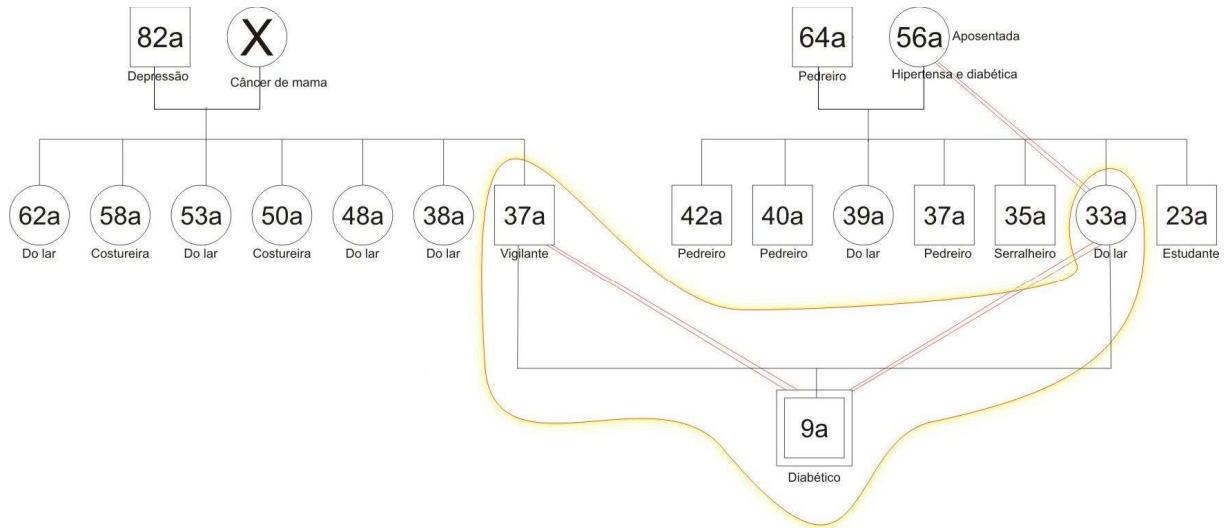 82a
X
64a
56a
Aposentada
Depressão
Câncer de mama
Pedreiro
Hipertensa e diabética
62a
58a
53a
50a
48a
38a
37a
42a
40a
39a
37a
35a
33a
23a
Do lar
Costureira
Do lar
Costureira
Do lar
Do lar
Vigilante
Pedreiro
Pedreiro
Do lar
Pedreiro
Serralheiro
Do lar
Estudante
9a
Diabético